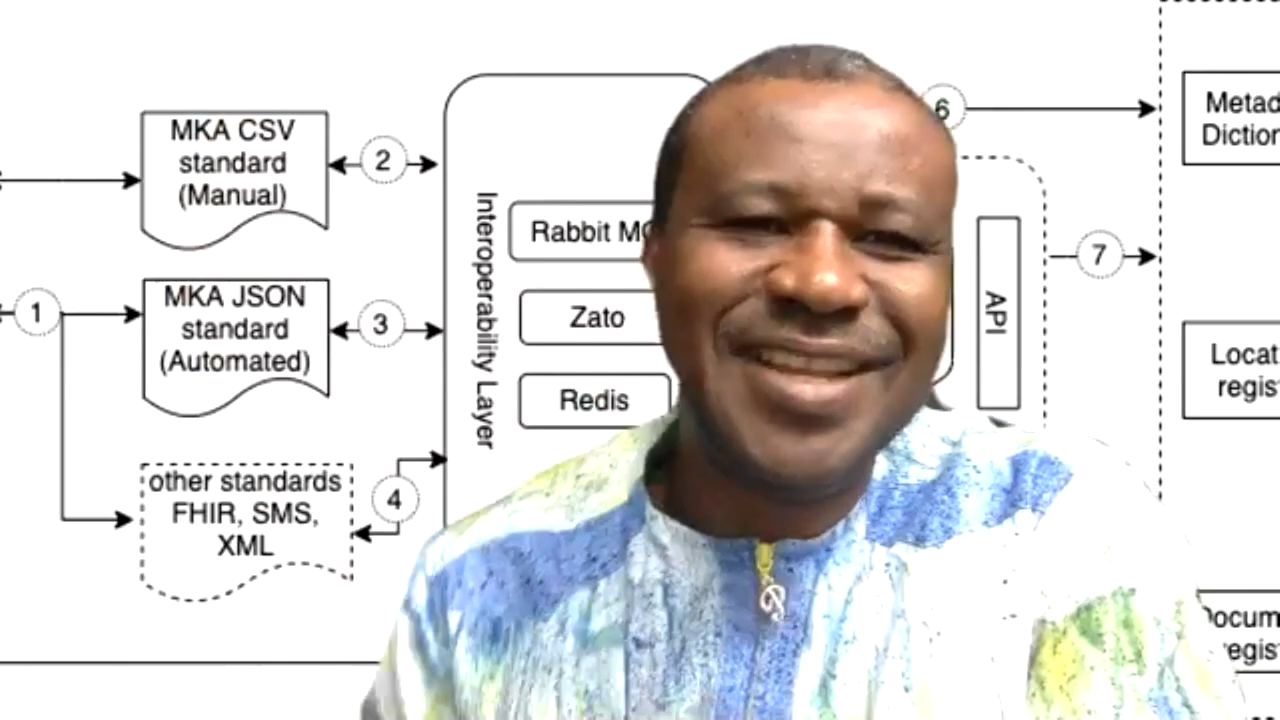 MKA CSV
standard
(Manual)
2
1
MKA JSON
standard
(Automated)
3
other standards
FHIR, SMS,
XML
4
Interoperability Layer
Rabbit
Zato
Redis
6
API
7